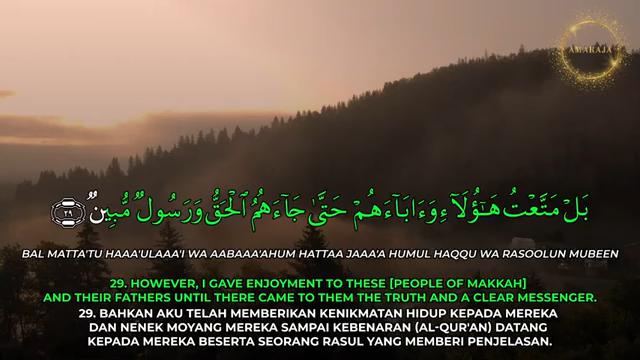 AMARAJA
بَلْ مَتَّعْتُ هَـٰٓؤُلَآءِ وَءَابَآءَهُمْ حَتَّىٰ جَآءَهُمُ ٱلْحَقُّ وَرَسُولٌ مُّبِينٌ ٢٩
BAL MATTA'TU HAAA'ULAAA'I WA AABAAA'AHUM HATTAA JAAA'A HUMUL HAQQU WA RASOOLUN MUBEEN
29. HOWEVER, I GAVE ENJOYMENT TO THESE [PEOPLE OF MAKKAH]
AND THEIR FATHERS UNTIL THERE CAME TO THEM THE TRUTH AND A CLEAR MESSENGER.
29. BAHKAN AKU TELAH MEMBERIKAN KENIKMATAN HIDUP KEPADA MEREKA
DAN NENEK MOYANG MEREKA SAMPAI KEBENARAN (AL-QUR'AN) DATANG
KEPADA MEREKA BESERTA SEORANG RASUL YANG MEMBERI PENJELASAN.